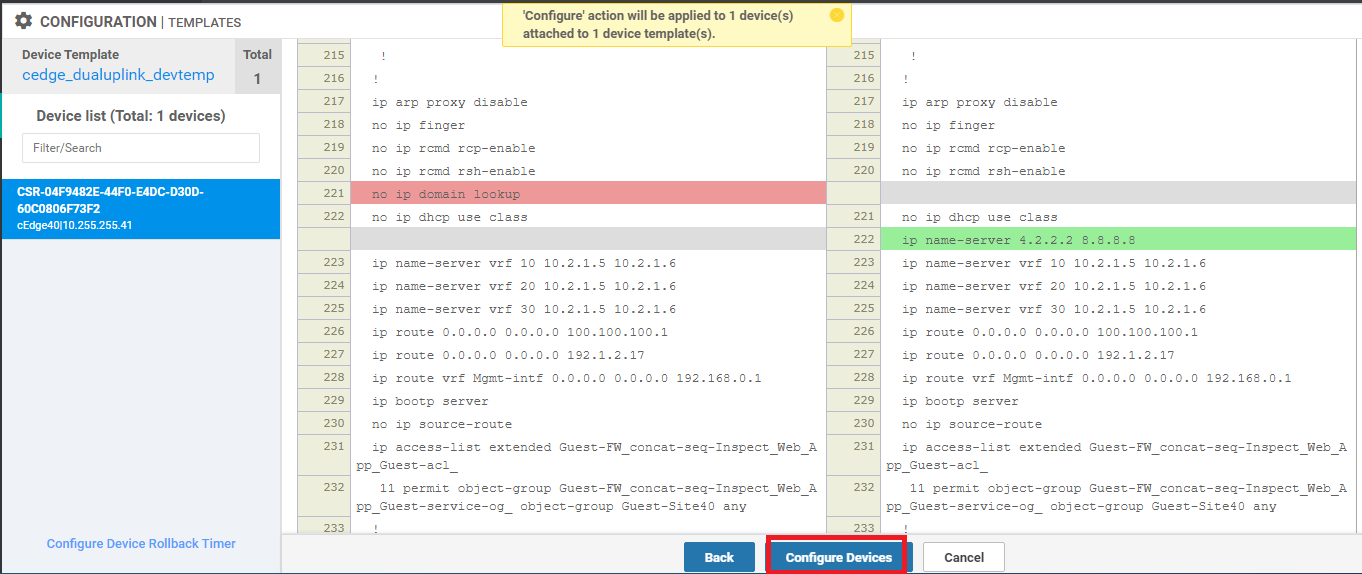 CONFIGURATION | TEMPLATES
'Configure' action will be applied to 1 device(s)
attached to 1 device template(s).
Device Template
cedge_dualuplink_devtemp
Total
1
Device list (Total: 1 devices)
Filter/Search
CSR-04F9482E-44F0-E4DC-D30D-
60C0806F73F2
cEdge40|10.255.255.41
Configure Device Rollback Timer
215 !
216 !
217 ip arp proxy disable
218 no ip finger
219 no ip rcmd rcp-enable
220 no ip rcmd rsh-enable
221 no ip domain lookup
222 no ip dhcp use class
223 ip name-server vrf 10 10.2.1.5 10.2.1.6
224 ip name-server vrf 20 10.2.1.5 10.2.1.6
225 ip name-server vrf 30 10.2.1.5 10.2.1.6
226 ip route 0.0.0.0 0.0.0.0 100.100.100.1
227 ip route 0.0.0.0 0.0.0.0 192.1.2.17
228 ip route vrf Mgmt-intf 0.0.0.0 0.0.0.0 192.168.0.1
229 ip bootp server
230 no ip source-route
231 ip access-list extended Guest-FW_concat-seq-Inspect_Web_A
pp_Guest-acl_
232 11 permit object-group Guest-FW_concat-seq-Inspect_Web_A
pp_Guest-service-og_ object-group Guest-Site40 any
233 !
215 !
216 !
217 ip arp proxy disable
218 no ip finger
219 no ip rcmd rcp-enable
220 no ip rcmd rsh-enable
221 no ip dhcp use class
222 ip name-server 4.2.2.2 8.8.8.8
223 ip name-server vrf 10 10.2.1.5 10.2.1.6
224 ip name-server vrf 20 10.2.1.5 10.2.1.6
225 ip name-server vrf 30 10.2.1.5 10.2.1.6
226 ip route 0.0.0.0 0.0.0.0 100.100.100.1
227 ip route 0.0.0.0 0.0.0.0 192.1.2.17
228 ip route vrf Mgmt-intf 0.0.0.0 0.0.0.0 192.168.0.1
229 ip bootp server
230 no ip source-route
231 ip access-list extended Guest-FW_concat-seq-Inspect_Web_A
pp_Guest-acl_
232 11 permit object-group Guest-FW_concat-seq-Inspect_Web_A
pp_Guest-service-og_ object-group Guest-Site40 any
233 !
Back
Configure Devices
Cancel